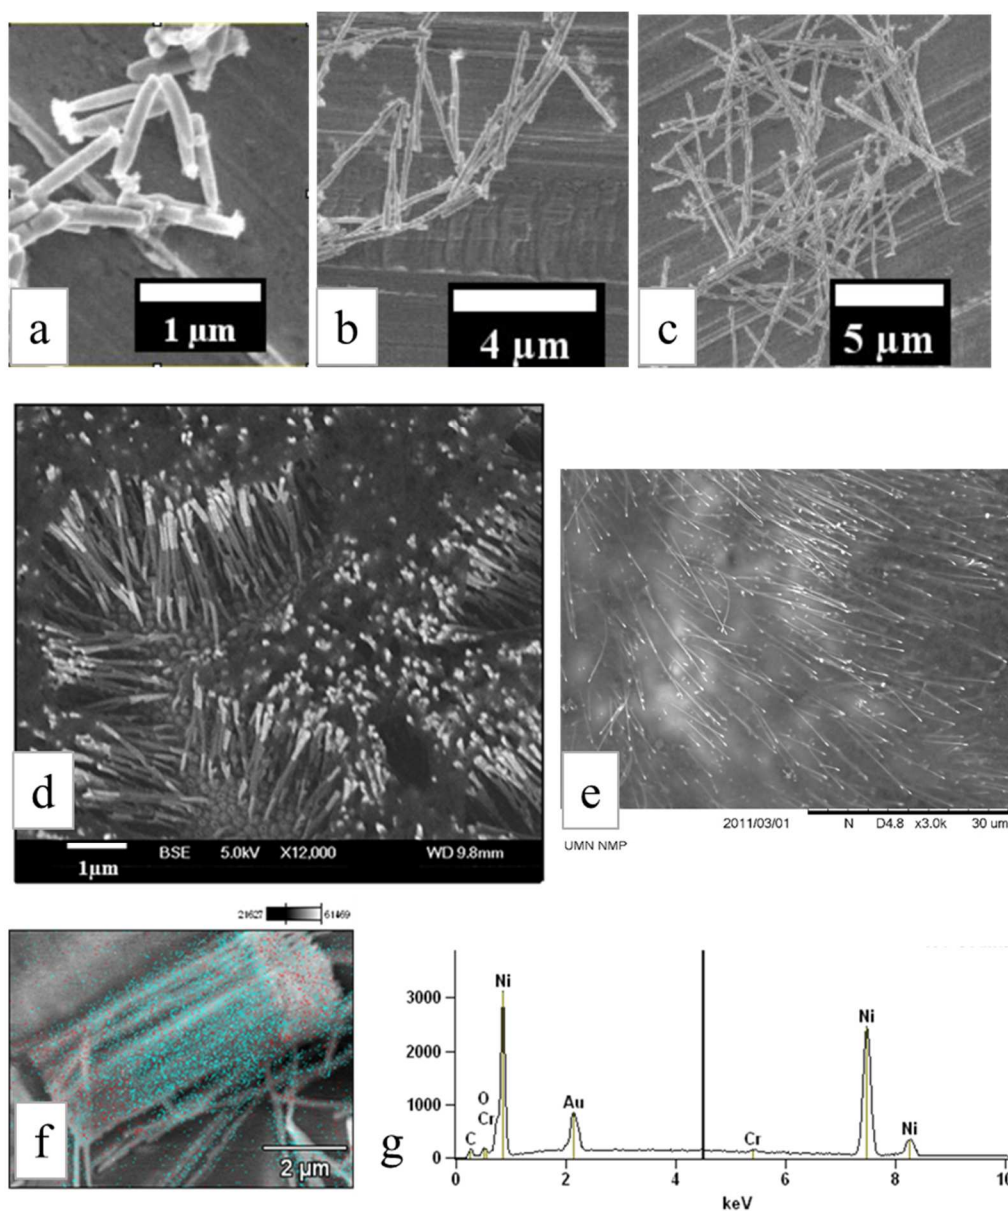 a
1 µm
b
4 µm
c
5 µm
d
1µm
BSE 5.0kV X12,000 WD 9.8mm
e
2011/03/01 N D4.8 x3.0k 30 um
UMN NMP
21627 61469
f
2 µm
g
3000
2000
1000
0
Ni
O
Cr
C
Au
Cr
Ni
Ni
0 2 4 6 8 10
keV